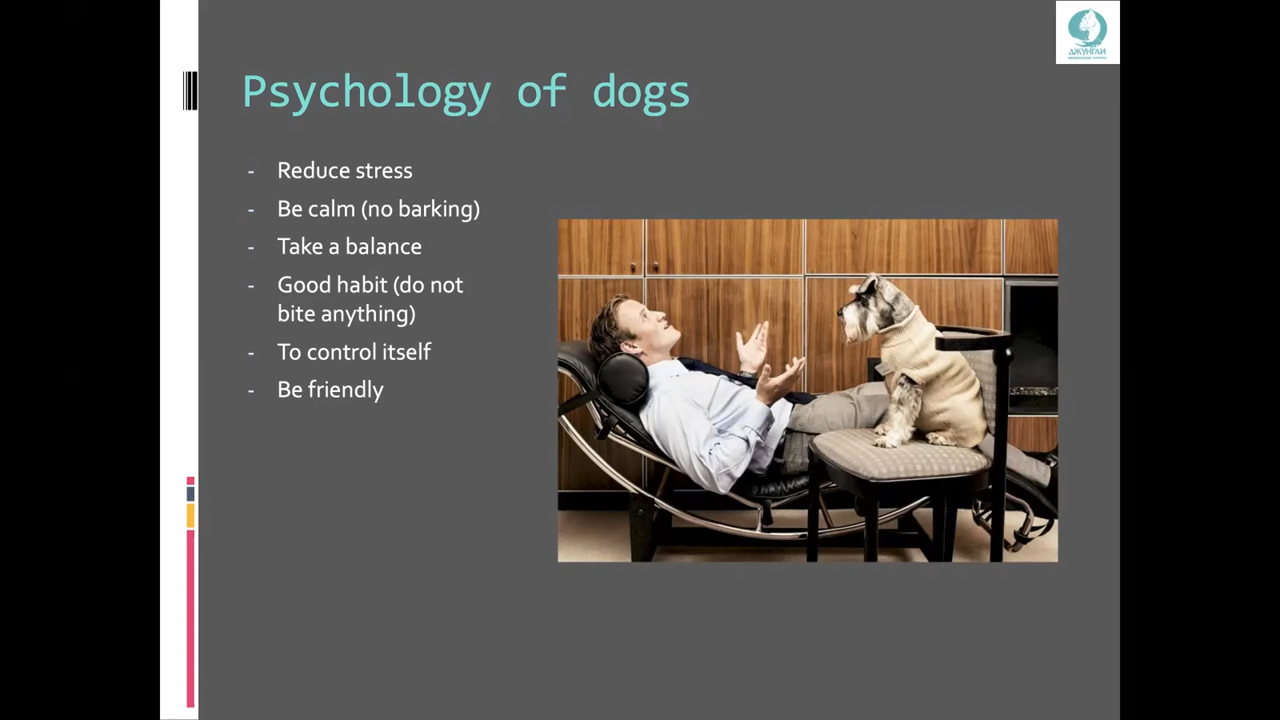 ДЖУНГЛИ
Psychology of dogs
- Reduce stress
- Be calm (no barking)
- Take a balance
- Good habit (do not
bite anything)
- To control itself
- Be friendly